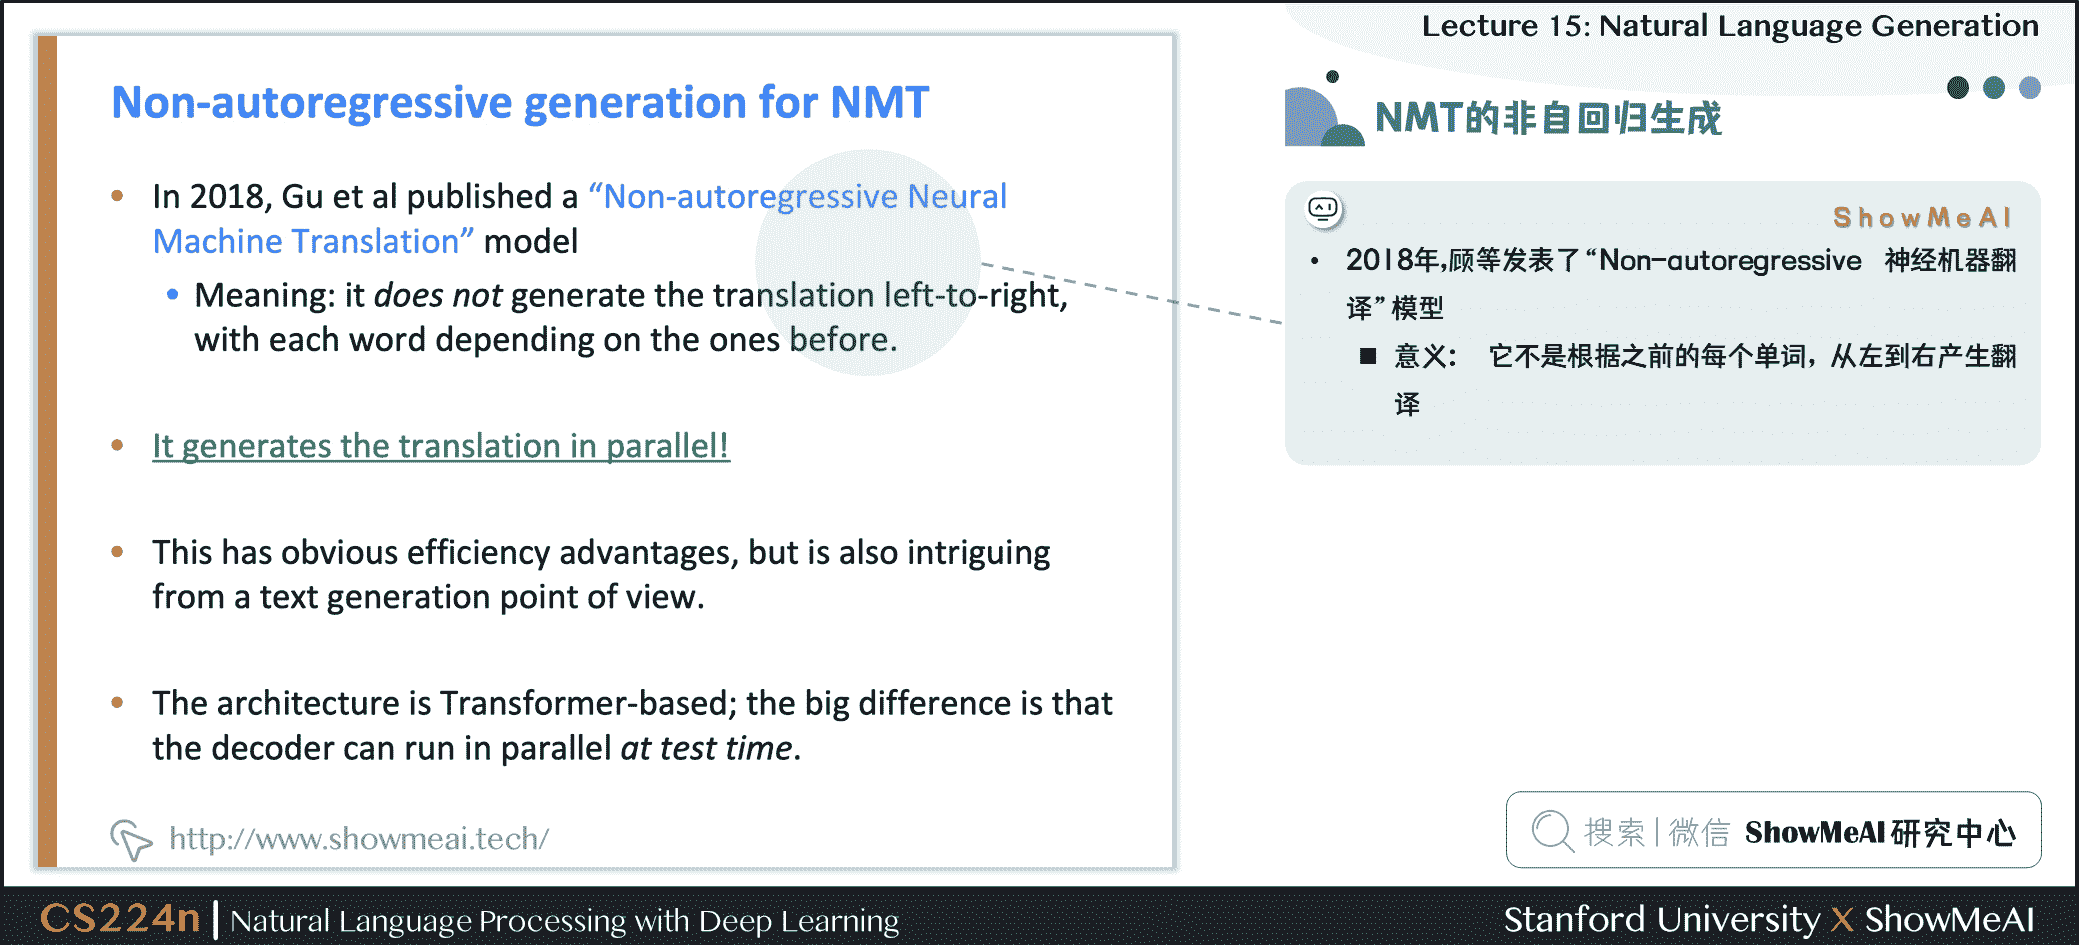 Lecture 15: Natural Language Generation
Non-autoregressive generation for NMT
• In 2018, Gu et al published a “Non-autoregressive Neural
Machine Translation” model
• Meaning: it does not generate the translation left-to-right,
with each word depending on the ones before.
• It generates the translation in parallel!
• This has obvious efficiency advantages, but is also intriguing
from a text generation point of view.
• The architecture is Transformer-based; the big difference is that
the decoder can run in parallel at test time.
http://www.showmeai.tech/
NMT的非自回归生成
ShowMeAI
• 2018年,顾等发表了“Non-autoregressive 神经机器翻
译”模型
■ 意义: 它不是根据之前的每个单词，从左到右产生翻
译
搜索|微信 ShowMeAI研究中心
CS224n | Natural Language Processing with Deep Learning
Stanford University X ShowMeAI